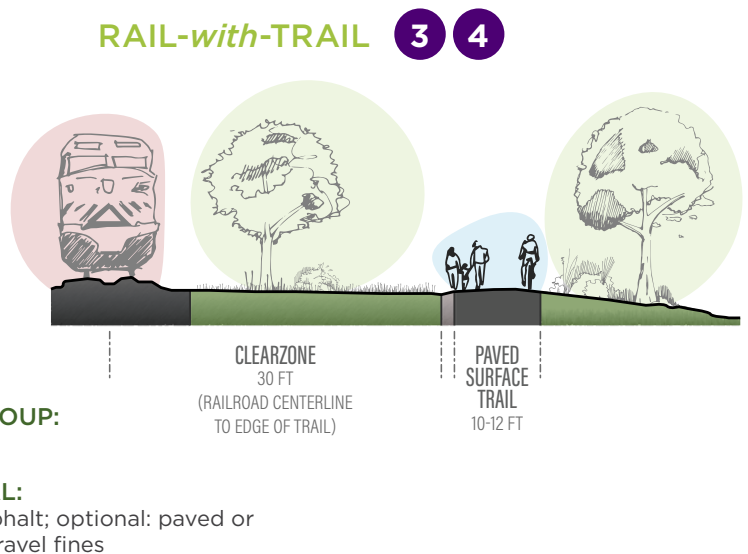 RAIL-with-TRAIL 3 4
CLEARZONE
30 FT
(RAILROAD CENTERLINE
TO EDGE OF TRAIL)
PAVED
SURFACE
TRAIL
10-12 FT
OUP:
L:
halt; optional: paved or
ravel fines